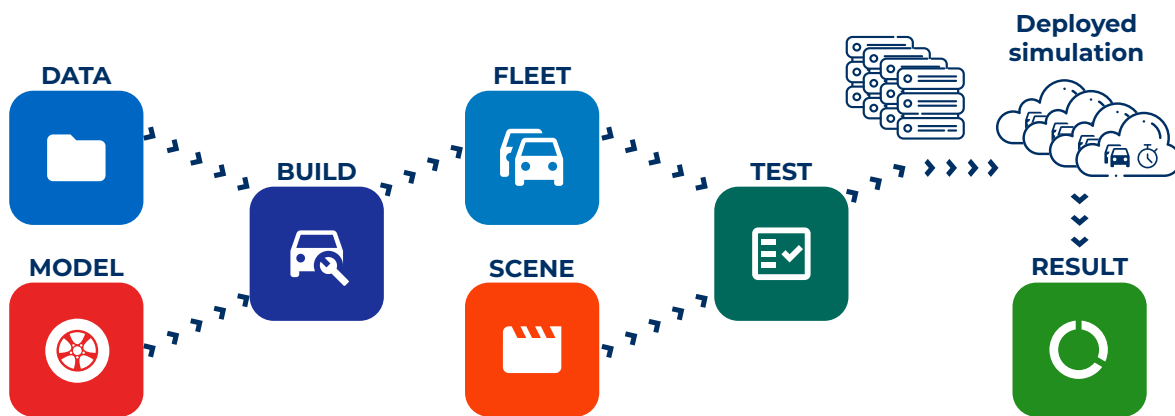 DATA
MODEL
BUILD
FLEET
SCENE
TEST
Deployed
simulation
RESULT